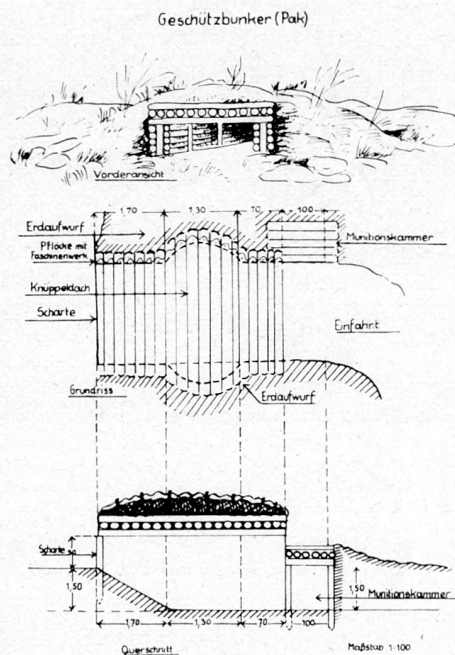 Geschützbunker (Pak)
Vorderansicht
1,70 1,30 70 100
Erdaufwurf
Munitionskammer
Pflöcke mit
Faschinenwerk
Knüppeldach
Scharte
Einfahrt
Grundriss
Erdaufwurf
Scharte
1,50
1,50
Munitionskammer
1,70 1,30 70 100
Querschnitt
Maßstub 1:100